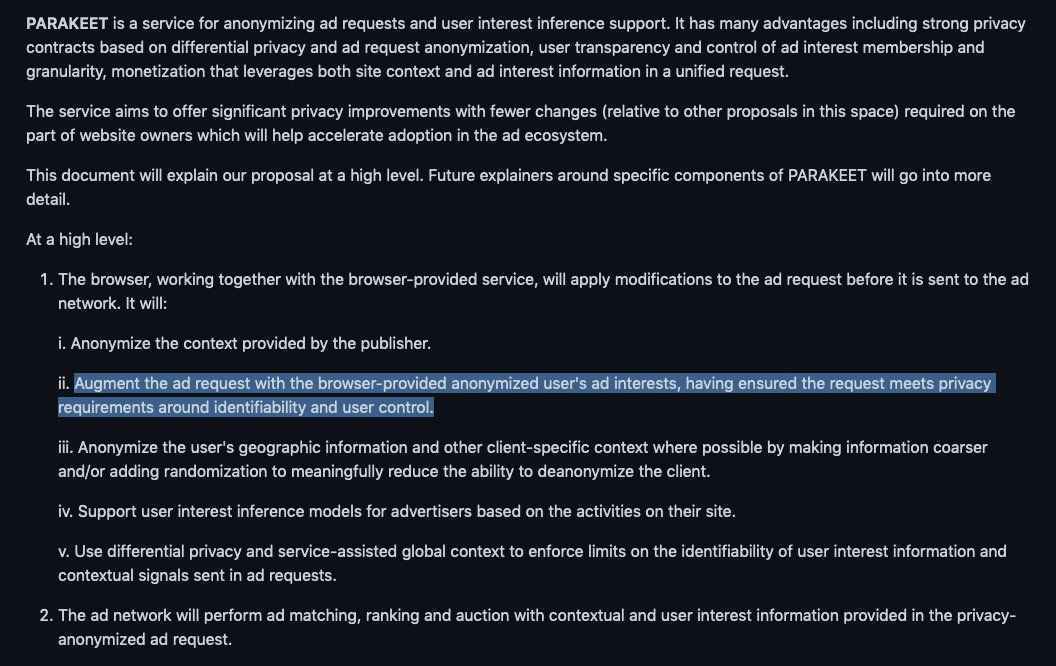 PARAKEET is a service for anonymizing ad requests and user interest inference support. It has many advantages including strong privacy
contracts based on differential privacy and ad request anonymization, user transparency and control of ad interest membership and
granularity, monetization that leverages both site context and ad interest information in a unified request.
The service aims to offer significant privacy improvements with fewer changes (relative to other proposals in this space) required on the
part of website owners which will help accelerate adoption in the ad ecosystem.
This document will explain our proposal at a high level. Future explainers around specific components of PARAKEET will go into more
detail.
At a high level:
1. The browser, working together with the browser-provided service, will apply modifications to the ad request before it is sent to the ad
network. It will:
i. Anonymize the context provided by the publisher.
ii. Augment the ad request with the browser-provided anonymized user's ad interests, having ensured the request meets privacy
requirements around identifiability and user control.
iii. Anonymize the user's geographic information and other client-specific context where possible by making information coarser
and/or adding randomization to meaningfully reduce the ability to deanonymize the client.
iv. Support user interest inference models for advertisers based on the activities on their site.
v. Use differential privacy and service-assisted global context to enforce limits on the identifiability of user interest information and
contextual signals sent in ad requests.
2. The ad network will perform ad matching, ranking and auction with contextual and user interest information provided in the privacy-
anonymized ad request.